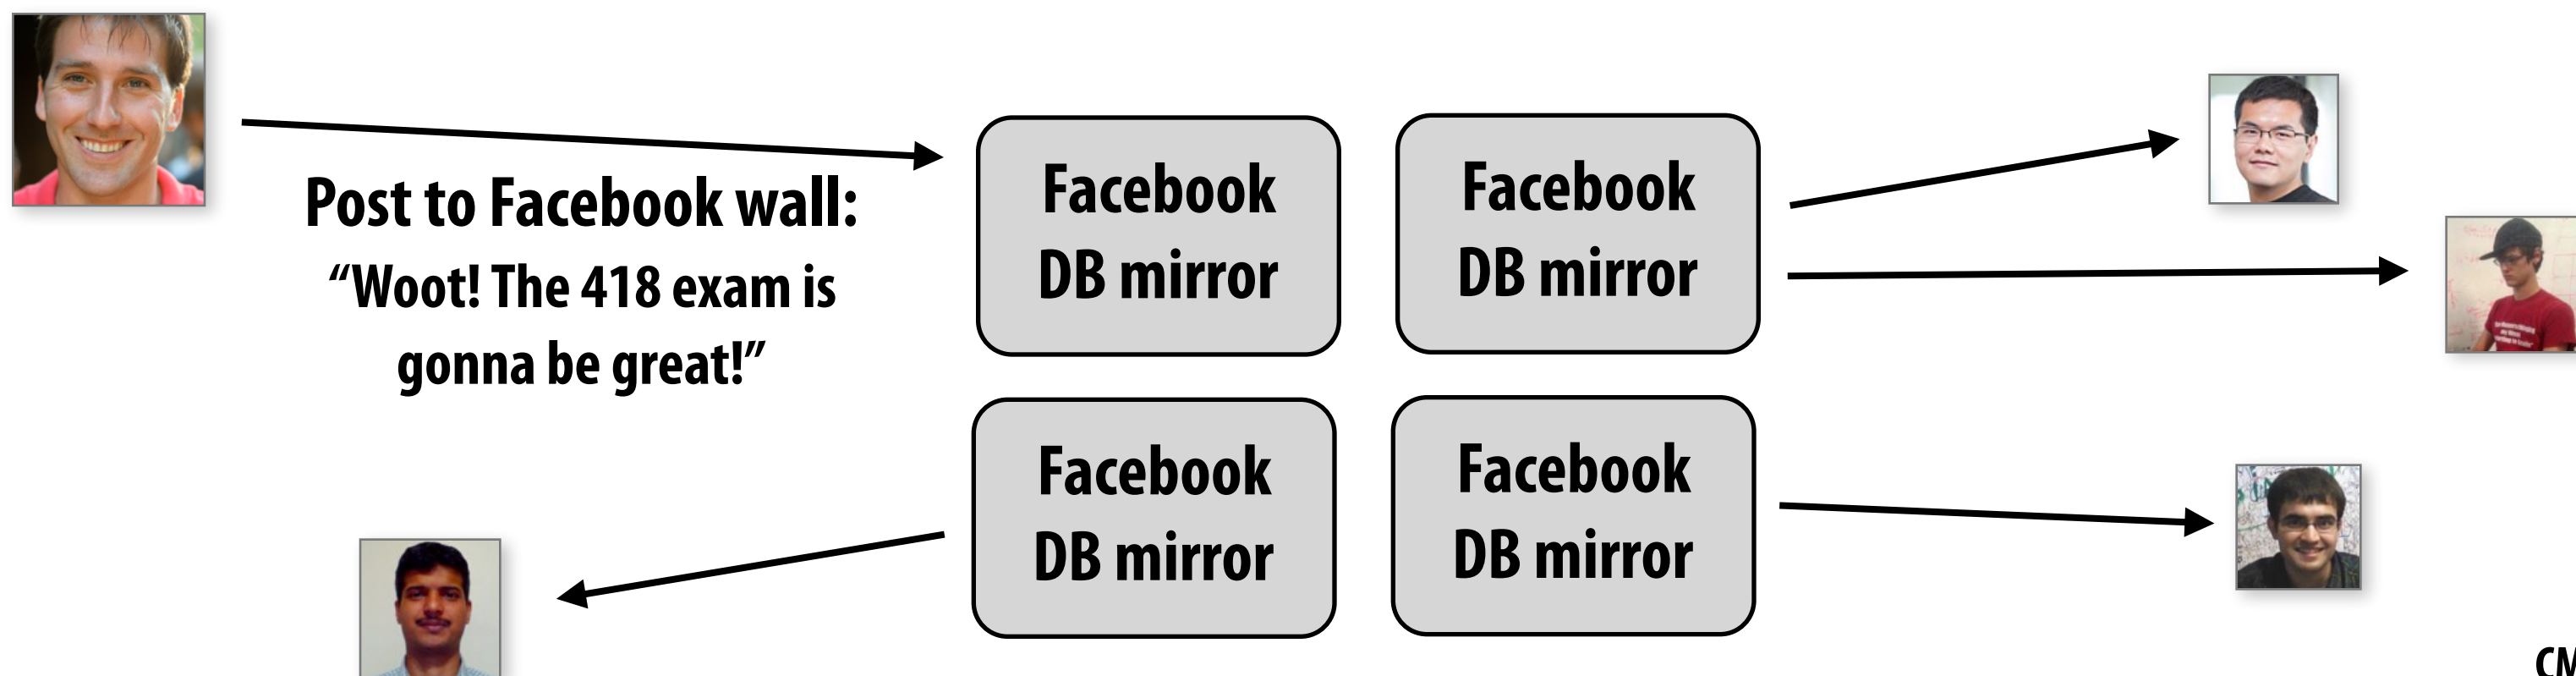 Post to Facebook wall:
“Woot! The 418 exam is
gonna be great!”
Facebook
DB mirror
Facebook
DB mirror
Facebook
DB mirror
Facebook
DB mirror